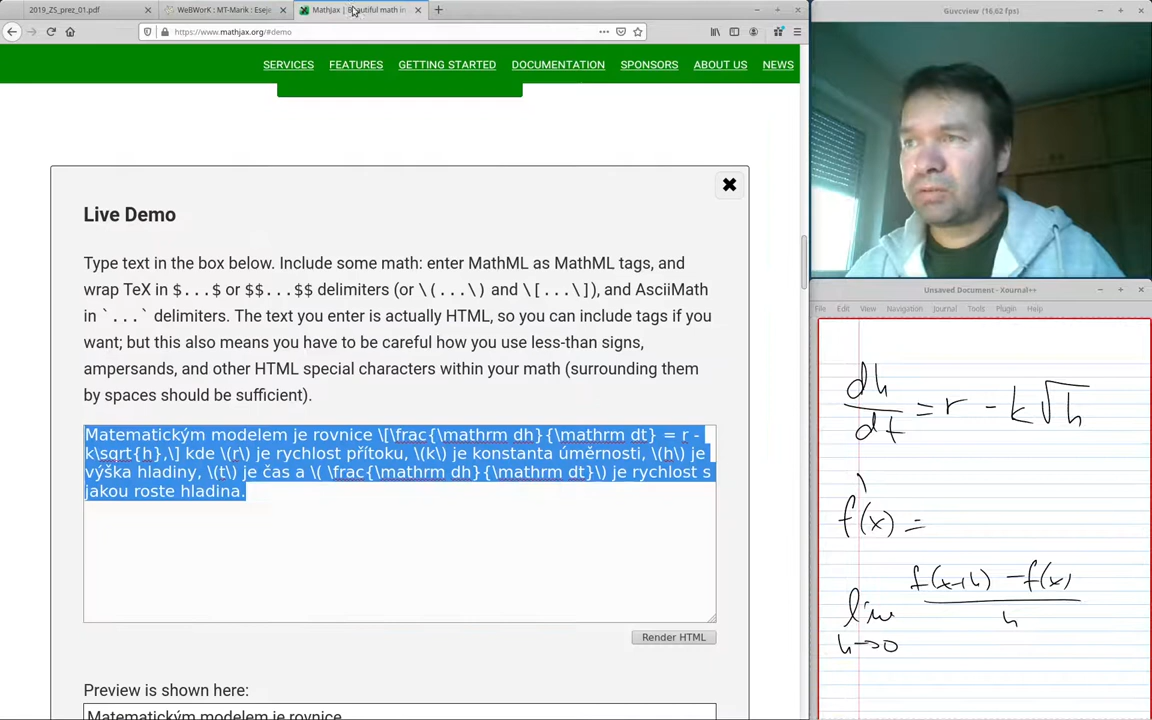 2019_ZS_prez_01.pdf
WeBWorK : MT-Marik : Eseje
MathJax | Beautiful math in
Guvcview (16,62 fps)
https://www.mathjax.org/#demo
SERVICES FEATURES GETTING STARTED DOCUMENTATION SPONSORS ABOUT US NEWS
Live Demo
Type text in the box below. Include some math: enter MathML as MathML tags, and
wrap TeX in $...$ or $$...$$ delimiters (or \(...\) and \[...\]), and AsciiMath
in `...` delimiters. The text you enter is actually HTML, so you can include tags if you
want; but this also means you have to be careful how you use less-than signs,
ampersands, and other HTML special characters within your math (surrounding them
by spaces should be sufficient).
Matematickým modelem je rovnice \[\frac{\mathrm dh}{\mathrm dt} = r -
k\sqrt{h},\] kde \(r\) je rychlost přítoku, \(k\) je konstanta úměrnosti, \(h\) je
výška hladiny, \(t\) je čas a \( \frac{\mathrm dh}{\mathrm dt}\) je rychlost s
jakou roste hladina.
Render HTML
Preview is shown here:
Matematickým modelem je rovnice
Unsaved Document - Xournal++
File Edit View Navigation Journal Tools Plugin Help
dh/dt = r - k√h
f'(x) =
lim h→0 f(x+h) - f(x) / h